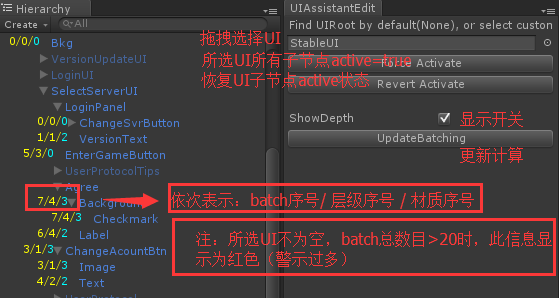 Hierarchy
Create
All
0/0/0 Bkg
VersionUpdateUI
LoginUI
SelectServerUI
LoginPanel
0/0/0 ChangeSvrButton
1/1/2 VersionText
5/3/0 EnterGameButton
UserProtocolTips
Agree
7/4/3 Background
7/4/3 Checkmark
6/4/2 Label
3/1/3 ChangeAcountBtn
3/1/3 Image
4/2/2 Text
拖拽选择UI
所选UI所有子节点active=true
恢复UI子节点active状态
UIAssistantEdit
Find UIRoot by default(None), or select custom
StableUI
Force Activate
Revert Activate
ShowDepth
显示开关
UpdateBatching
更新计算
依次表示：batch序号/ 层级序号 / 材质序号
注：所选UI不为空，batch总数目>20时，此信息显
示为红色（警示过多）